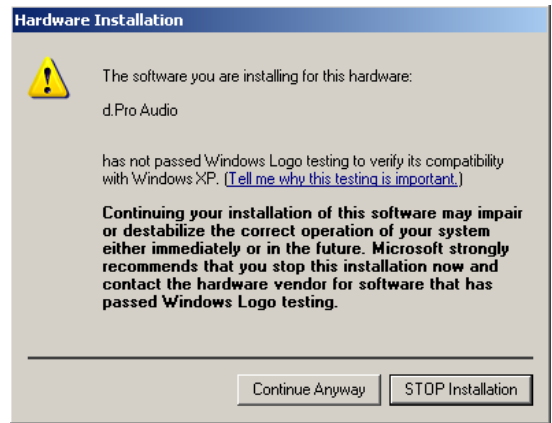 Hardware Installation
The software you are installing for this hardware:
d.Pro Audio
has not passed Windows Logo testing to verify its compatibility
with Windows XP. (Tell me why this testing is important.)
Continuing your installation of this software may impair
or destabilize the correct operation of your system
either immediately or in the future. Microsoft strongly
recommends that you stop this installation now and
contact the hardware vendor for software that has
passed Windows Logo testing.
Continue Anyway STOP Installation